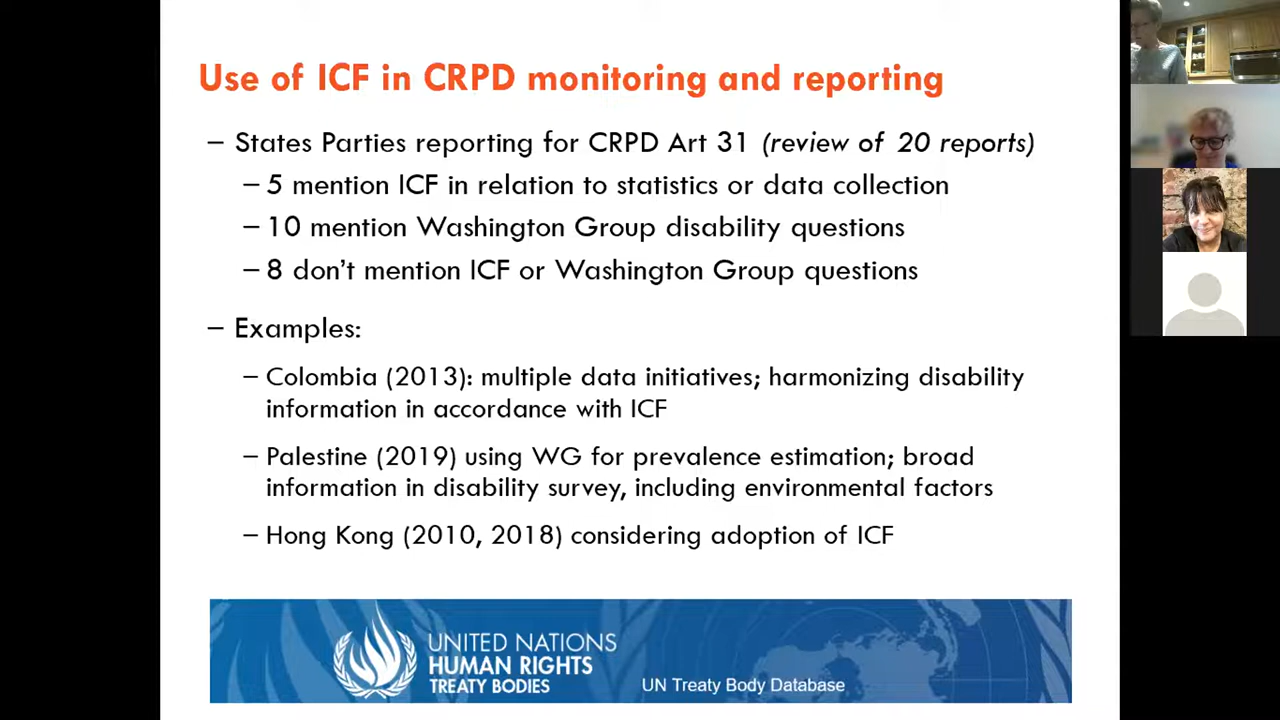 Use of ICF in CRPD monitoring and reporting
– States Parties reporting for CRPD Art 31 (review of 20 reports)
– 5 mention ICF in relation to statistics or data collection
– 10 mention Washington Group disability questions
– 8 don't mention ICF or Washington Group questions
– Examples:
– Colombia (2013): multiple data initiatives; harmonizing disability
information in accordance with ICF
– Palestine (2019) using WG for prevalence estimation; broad
information in disability survey, including environmental factors
– Hong Kong (2010, 2018) considering adoption of ICF
UNITED NATIONS
HUMAN RIGHTS
TREATY BODIES
UN Treaty Body Database